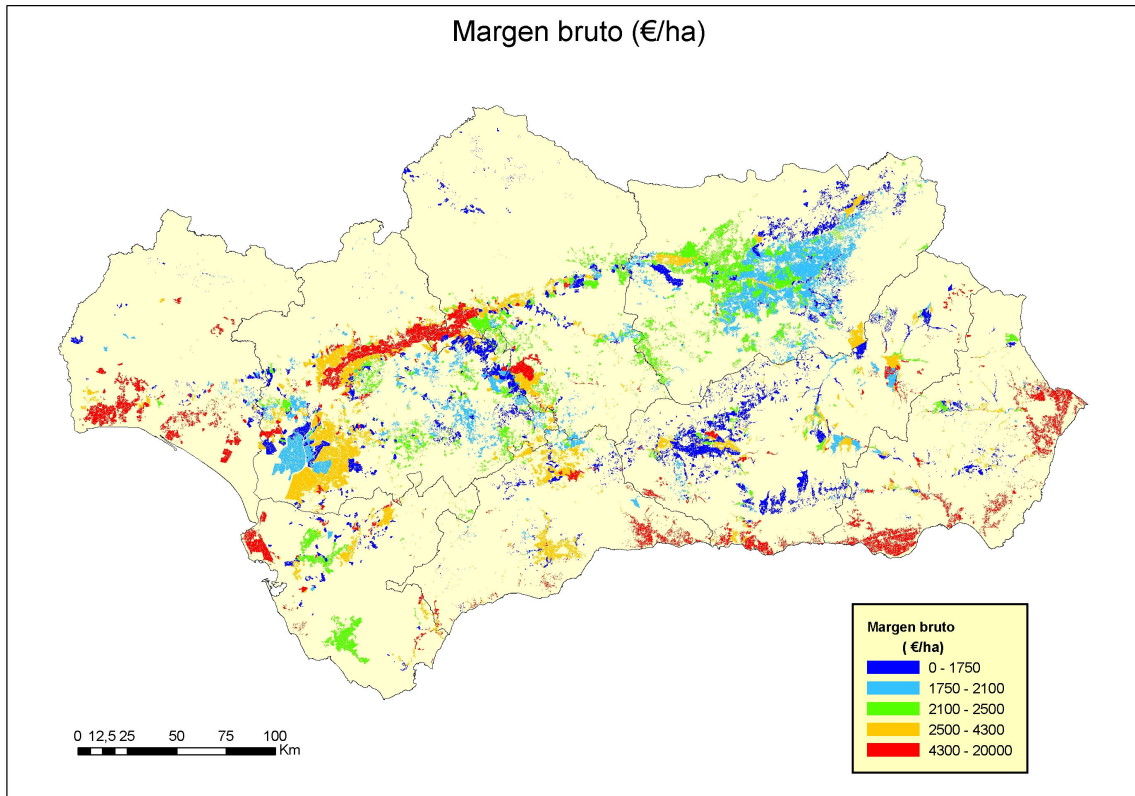 Margen bruto (€/ha)
Margen bruto
( €/ha)
0 - 1750
1750 - 2100
2100 - 2500
2500 - 4300
4300 - 20000
0 12,5 25 50 75 100
Km